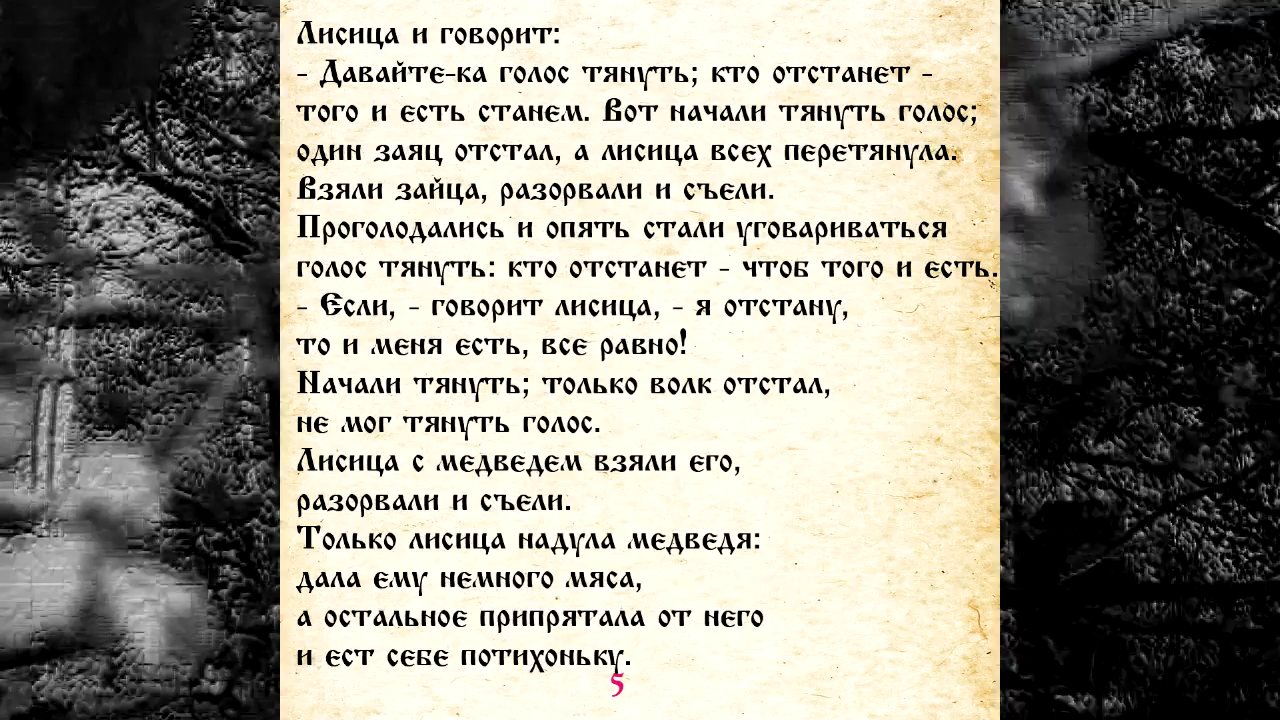 Лисица и говорит:
- Давайте-ка голос тянуть; кто отстанет -
того и есть станем. Вот начали тянуть голос;
один заяц отстал, а лисица всех перетянула.
Взяли зайца, разорвали и съели.
Проголодались и опять стали уговариваться
голос тянуть: кто отстанет - чтоб того и есть.
- Если, - говорит лисица, - я отстану,
то и меня есть, все равно!
Начали тянуть; только волк отстал,
не мог тянуть голос.
Лисица с медведем взяли его,
разорвали и съели.
Только лисица надула медведя:
дала ему немного мяса,
а остальное припрятала от него
и ест себе потихоньку.
5